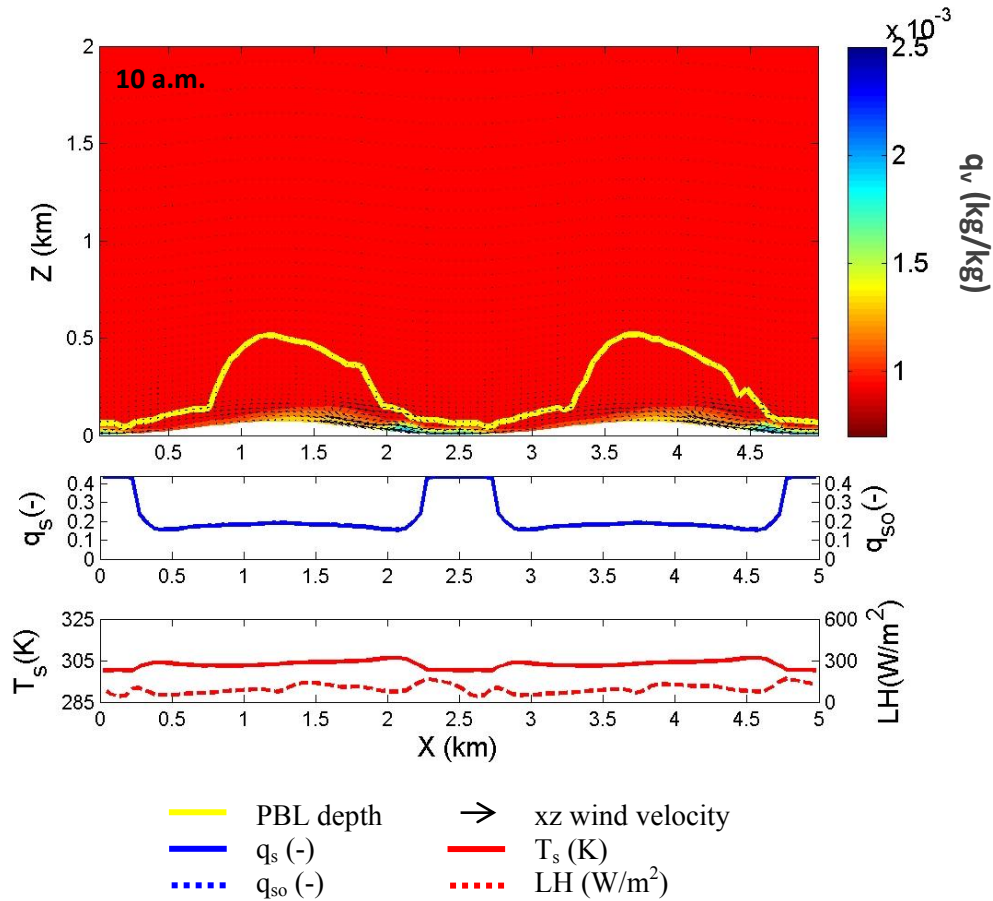 x 10-3
10 a.m.
2
1.5
1
0.5
0
Z (km)
0.5 1 1.5 2 2.5 3 3.5 4 4.5
2.5
2
1.5
1
qv (kg/kg)
qs(-)
0.4
0.3
0.2
0.1
0
0.4
0.3
0.2
0.1
0
qso(-)
0 0.5 1 1.5 2 2.5 3 3.5 4 4.5 5
Ts(K)
325
305
285
600
300
0
LH(W/m2)
0 0.5 1 1.5 2 2.5 3 3.5 4 4.5 5
X (km)
PBL depth xz wind velocity
qs (-) Ts (K)
qso (-) LH (W/m2)